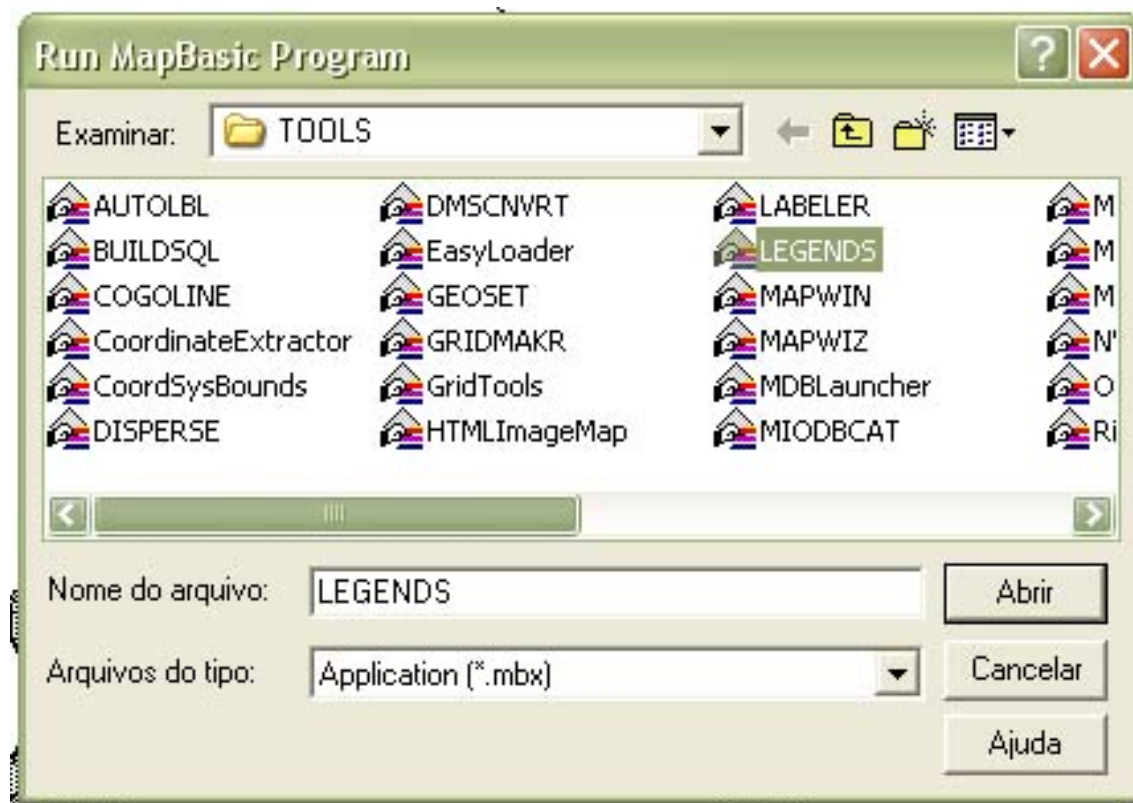 Run MapBasic Program
Examinar: TOOLS
AUTOLBL DMSCNVRT LABELER M
BUILDSQL EasyLoader LEGENDS M
COGOLINE GEOSET MAPWIN M
CoordinateExtractor GRIDMAKR MAPWIZ N'
CoordSysBounds GridTools MDBLauncher O
DISPERSE HTMLImageMap MIODBCAT Ri
Nome do arquivo: LEGENDS Abrir
Arquivos do tipo: Application (*.mbx) Cancelar
Ajuda